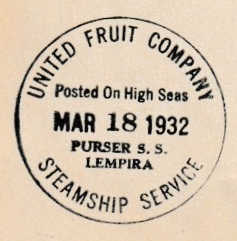 UNITED FRUIT COMPANY
Posted On High Seas
MAR 18 1932
PURSER S. S.
LEMPIRA
STEAMSHIP SERVICE